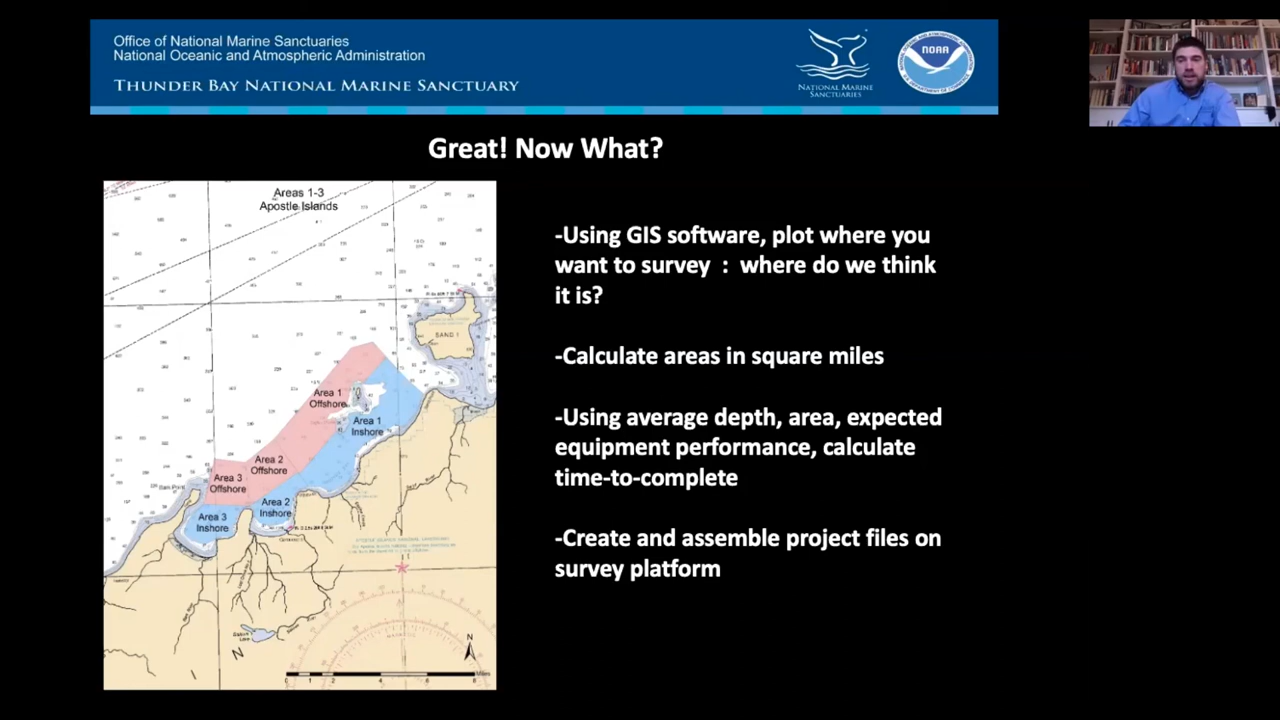 Office of National Marine Sanctuaries
National Oceanic and Atmospheric Administration
THUNDER BAY NATIONAL MARINE SANCTUARY
NATIONAL MARINE
SANCTUARIES
NOAA
Great! Now What?
Areas 1-3
Apostle Islands
SAND I
Area 1
Offshore
Area 1
Inshore
Area 2
Offshore
Area 3
Offshore
Area 2
Inshore
Area 3
Inshore
N
N
-Using GIS software, plot where you
want to survey : where do we think
it is?
-Calculate areas in square miles
-Using average depth, area, expected
equipment performance, calculate
time-to-complete
-Create and assemble project files on
survey platform